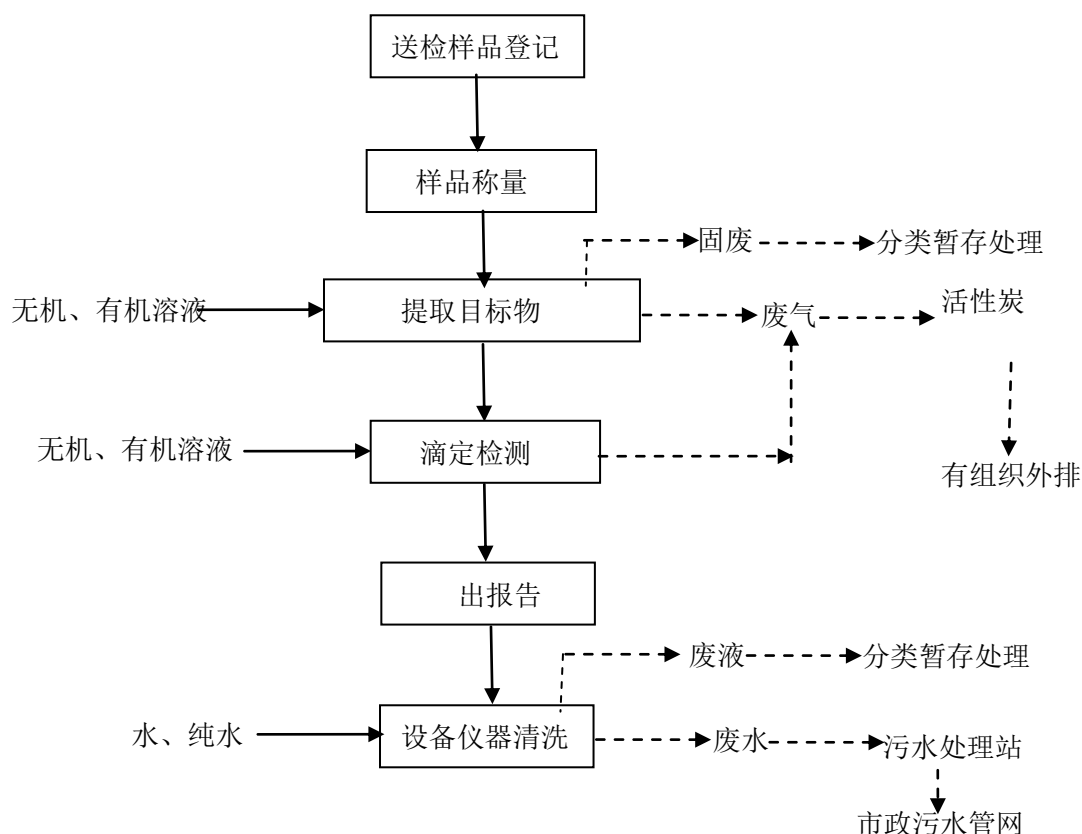 送检样品登记
样品称量
固废
分类暂存处理
无机、有机溶液
提取目标物
废气
活性炭
无机、有机溶液
滴定检测
有组织外排
出报告
废液
分类暂存处理
水、纯水
设备仪器清洗
废水
污水处理站
市政污水管网